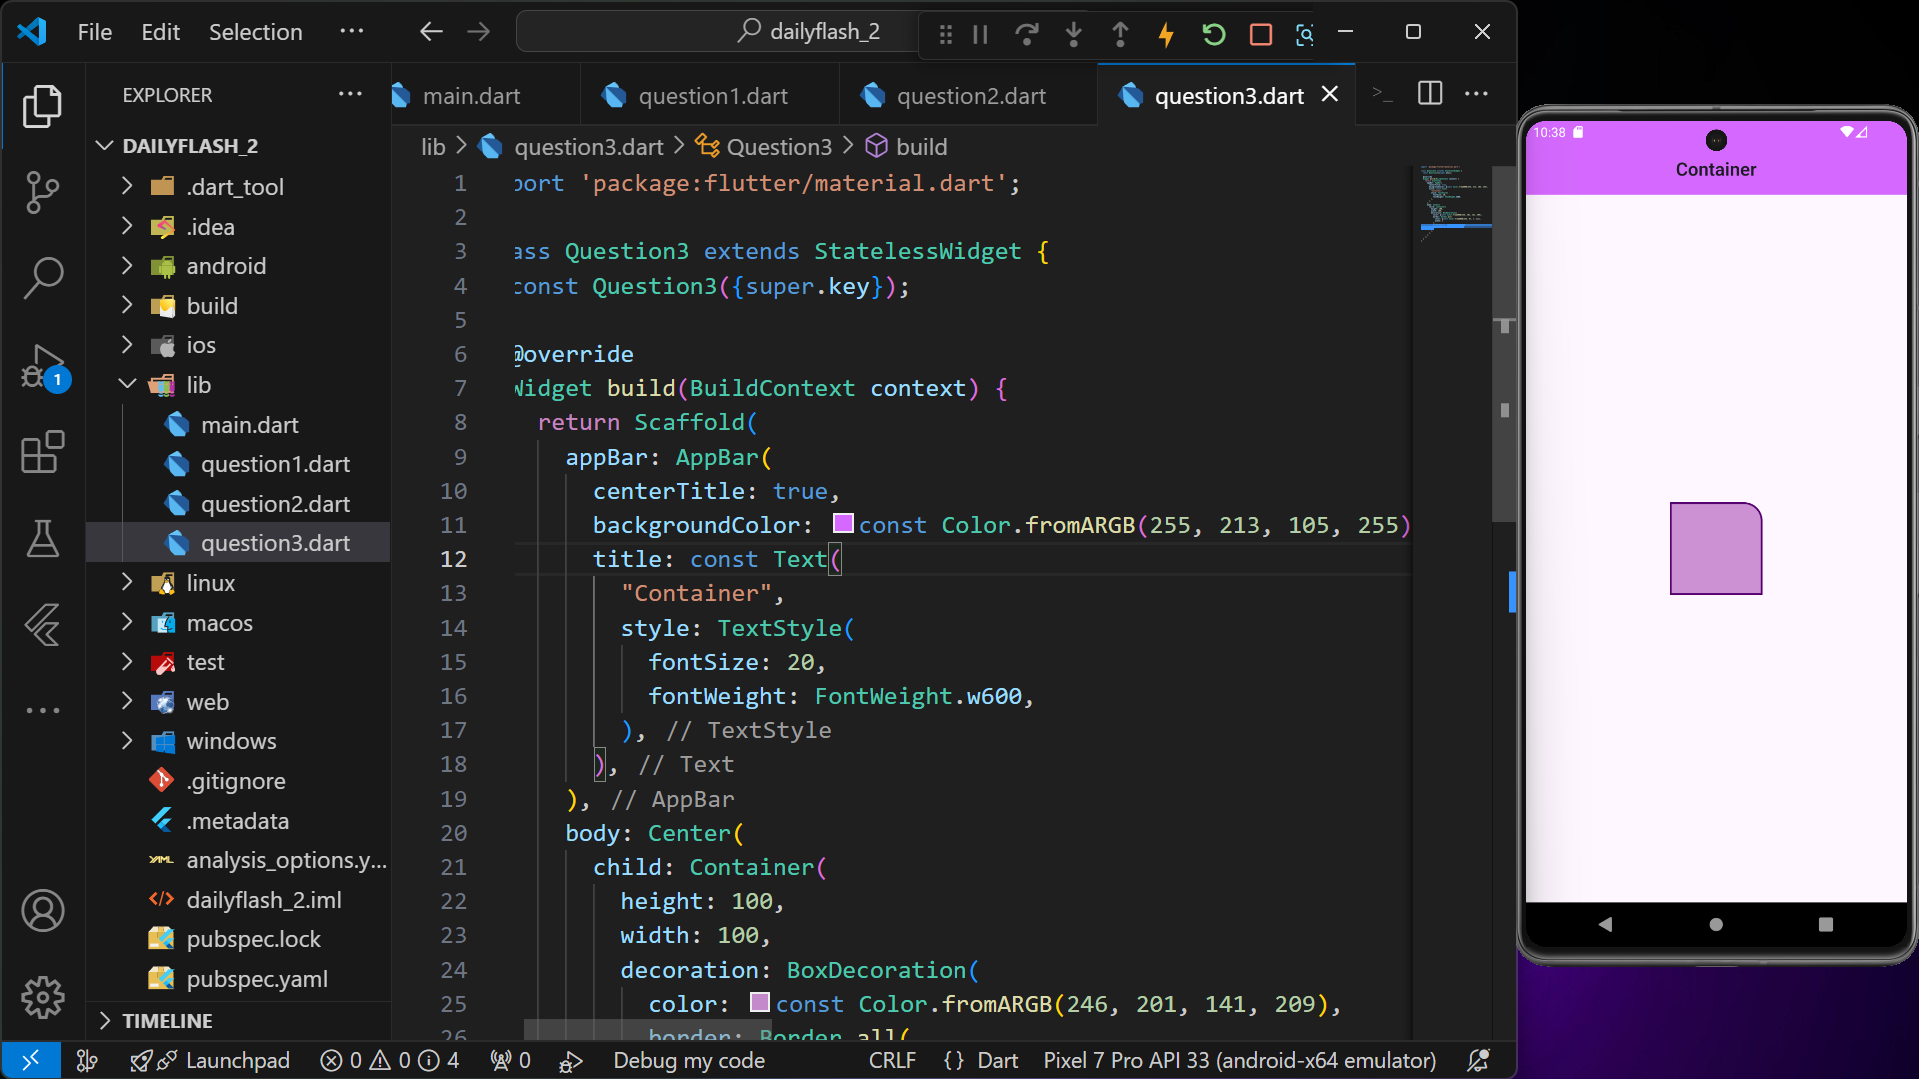 File Edit Selection ···
dailyflash_2
EXPLORER ···
main.dart
question1.dart
question2.dart
question3.dart
lib > question3.dart > Question3 > build
DAILYFLASH_2
.dart_tool
.idea
android
build
ios
lib
main.dart
question1.dart
question2.dart
question3.dart
linux
macos
test
web
windows
.gitignore
.metadata
analysis_options.y...
dailyflash_2.iml
pubspec.lock
pubspec.yaml
TIMELINE
1
1 port 'package:flutter/material.dart';
2
3 ass Question3 extends StatelessWidget {
4 const Question3({super.key});
5
6 @override
7 Widget build(BuildContext context) {
8 return Scaffold(
9 appBar: AppBar(
10 centerTitle: true,
11 backgroundColor: const Color.fromARGB(255, 213, 105, 255)
12 title: const Text(
13 "Container",
14 style: TextStyle(
15 fontSize: 20,
16 fontWeight: FontWeight.w600,
17 ), // TextStyle
18 ), // Text
19 ), // AppBar
20 body: Center(
21 child: Container(
22 height: 100,
23 width: 100,
24 decoration: BoxDecoration(
25 color: const Color.fromARGB(246, 201, 141, 209),
26 border: Border.all(
10:38
Container
Launchpad 0 0 4 0 Debug my code CRLF {} Dart Pixel 7 Pro API 33 (android-x64 emulator)